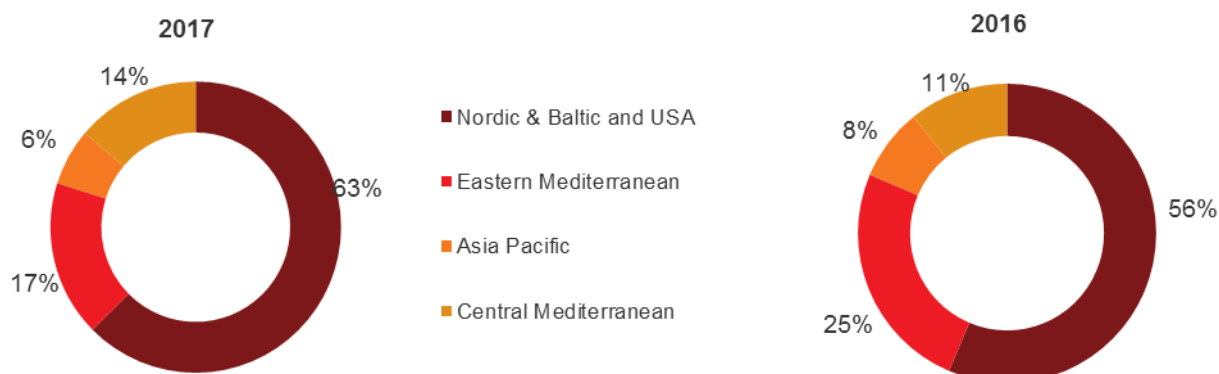 2017
14%
6%
63%
17%
Nordic & Baltic and USA
Eastern Mediterranean
Asia Pacific
Central Mediterranean
2016
11%
8%
56%
25%